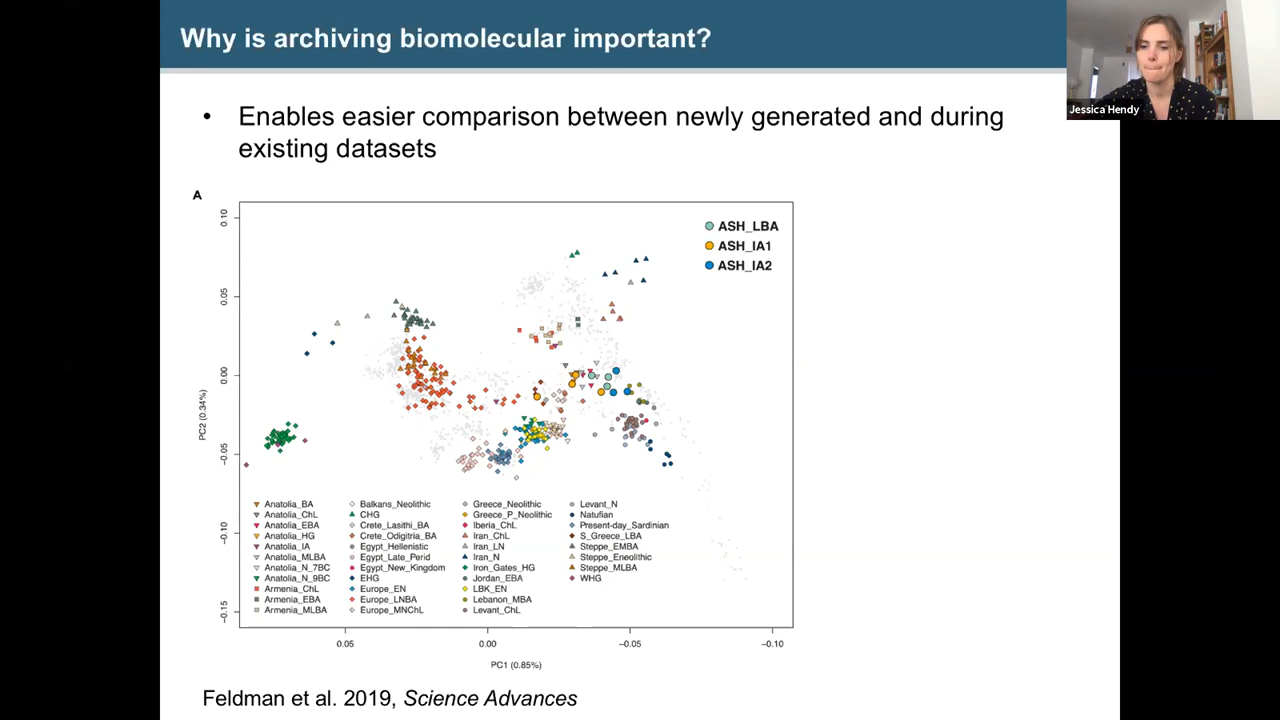 Why is archiving biomolecular important?
Jessica Hendy
• Enables easier comparison between newly generated and during
existing datasets
A
ASH_LBA
ASH_IA1
ASH_IA2
0.10
0.05
0.00
−0.05
−0.10
−0.15
PC2 (0.34%)
Anatolia_BA
Anatolia_ChL
Anatolia_EBA
Anatolia_HG
Anatolia_IA
Anatolia_MLBA
Anatolia_N_7BC
Anatolia_N_9BC
Armenia_ChL
Armenia_EBA
Armenia_MLBA
Balkans_Neolithic
CHG
Crete_Lasithi_BA
Crete_Odigitria_BA
Egypt_Hellenistic
Egypt_Late_Perid
Egypt_New_Kingdom
EHG
Europe_EN
Europe_LNBA
Europe_MNChL
Greece_Neolithic
Greece_P_Neolithic
Iberia_ChL
Iran_ChL
Iran_LN
Iran_N
Iron_Gates_HG
Jordan_EBA
LBK_EN
Lebanon_MBA
Levant_ChL
Levant_N
Natufian
Present-day_Sardinian
S_Greece_LBA
Steppe_EMBA
Steppe_Eneolithic
Steppe_MLBA
WHG
0.05
0.00
−0.05
−0.10
PC1 (0.85%)
Feldman et al. 2019, Science Advances